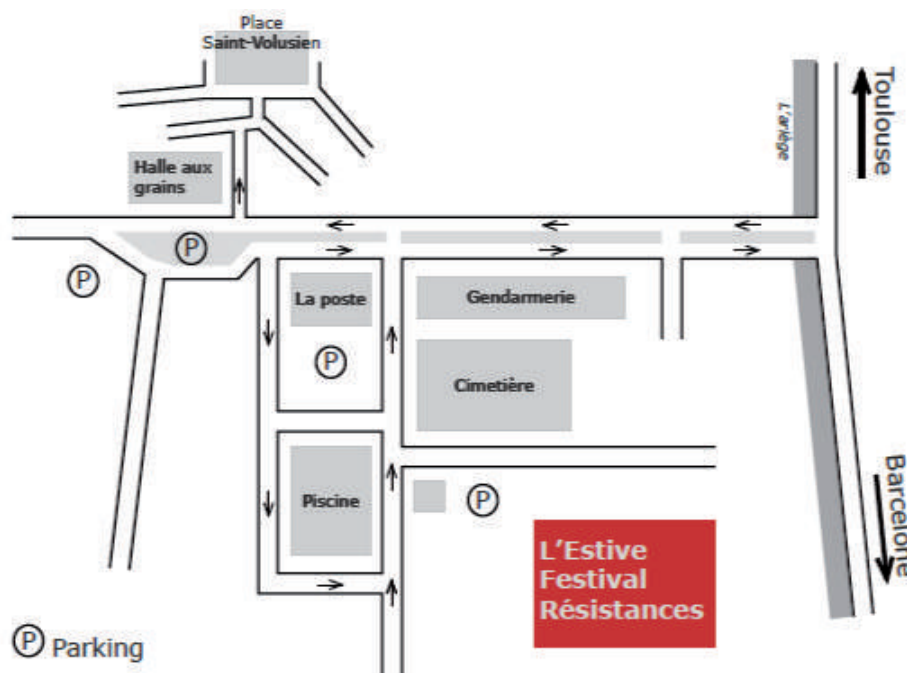 Place
Saint-Volusien
Toulouse
L'ariège
Halle aux
grains
P
P
La poste
Gendarmerie
P
Cimetière
Barcelone
Piscine
P
L'Estive
Festival
Résistances
P Parking